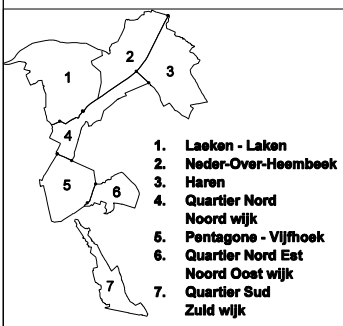 1
2
3
4
5
6
7
1. Laeken - Laken
2. Neder-Over-Heembeek
3. Haren
4. Quartier Nord
Noord wijk
5. Pentagone - Vijfhoek
6. Quartier Nord Est
Noord Oost wijk
7. Quartier Sud
Zuid wijk